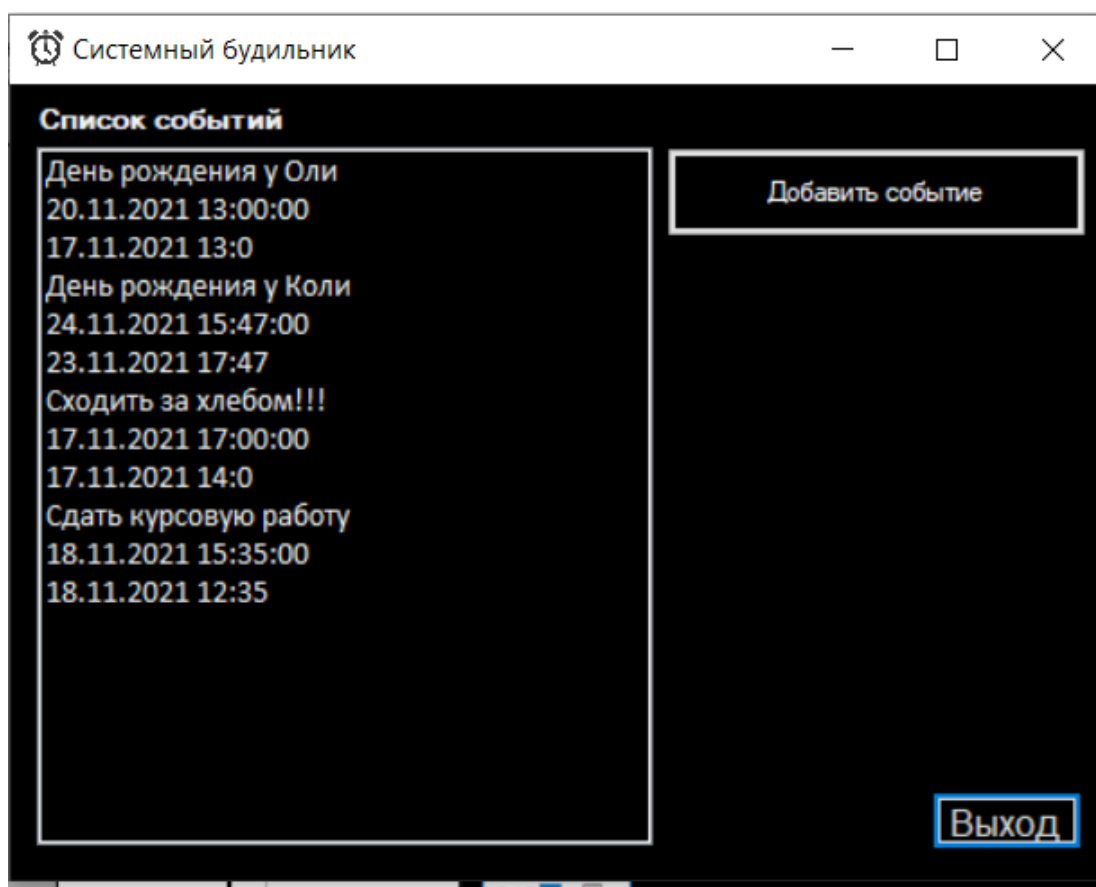 Системный будильник
Список событий
День рождения у Оли
20.11.2021 13:00:00
17.11.2021 13:0
День рождения у Коли
24.11.2021 15:47:00
23.11.2021 17:47
Сходить за хлебом!!!
17.11.2021 17:00:00
17.11.2021 14:0
Сдать курсовую работу
18.11.2021 15:35:00
18.11.2021 12:35
Добавить событие
Выход